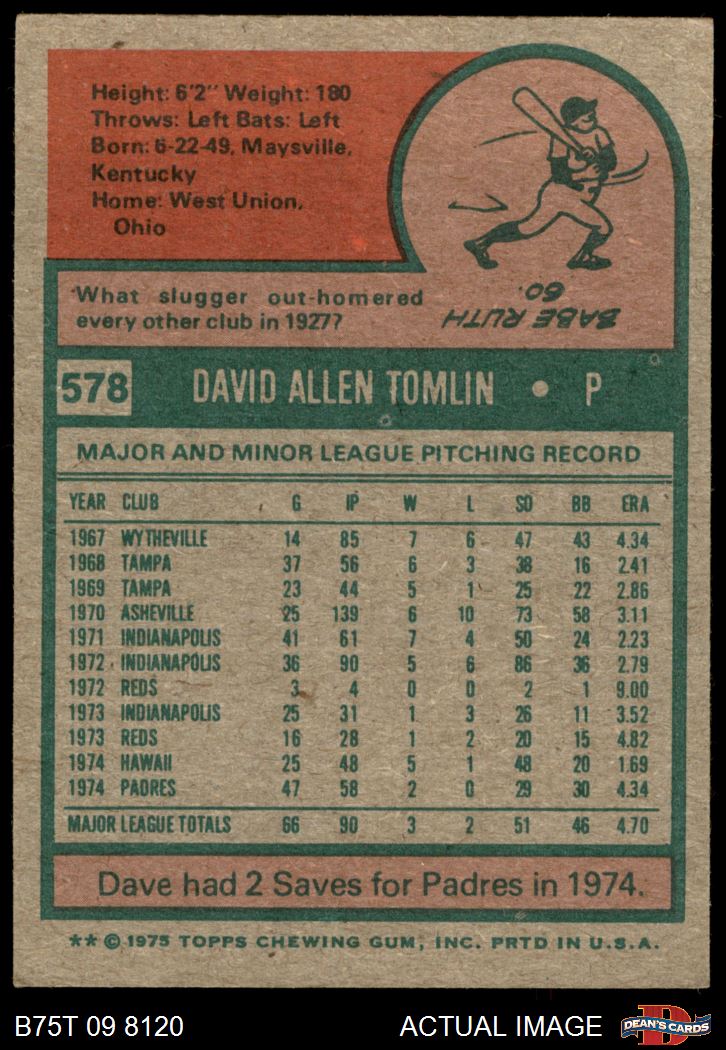 Height: 6'2" Weight: 180
Throws: Left Bats: Left
Born: 6-22-49, Maysville,
Kentucky
Home: West Union,
Ohio
What slugger out-homered
every other club in 1927?
BABE RUTH
60.
578 DAVID ALLEN TOMLIN • P
MAJOR AND MINOR LEAGUE PITCHING RECORD
YEAR CLUB G IP W L SO BB ERA
1967 WYTHEVILLE 14 85 7 6 47 43 4.34
1968 TAMPA 37 56 6 3 38 16 2.41
1969 TAMPA 23 44 5 1 25 22 2.86
1970 ASHEVILLE 25 139 6 10 73 58 3.11
1971 INDIANAPOLIS 41 61 7 4 50 24 2.23
1972 INDIANAPOLIS 36 90 5 6 86 36 2.79
1972 REDS 3 4 0 0 2 1 9.00
1973 INDIANAPOLIS 25 31 1 3 26 11 3.52
1973 REDS 16 28 1 2 20 15 4.82
1974 HAWAII 25 48 5 1 48 20 1.69
1974 PADRES 47 58 2 0 29 30 4.34
MAJOR LEAGUE TOTALS 66 90 3 2 51 46 4.70
Dave had 2 Saves for Padres in 1974.
** © 1975 TOPPS CHEWING GUM, INC. PRTD IN U.S.A.
B75T 09 8120 ACTUAL IMAGE D DEAN'S CARDS